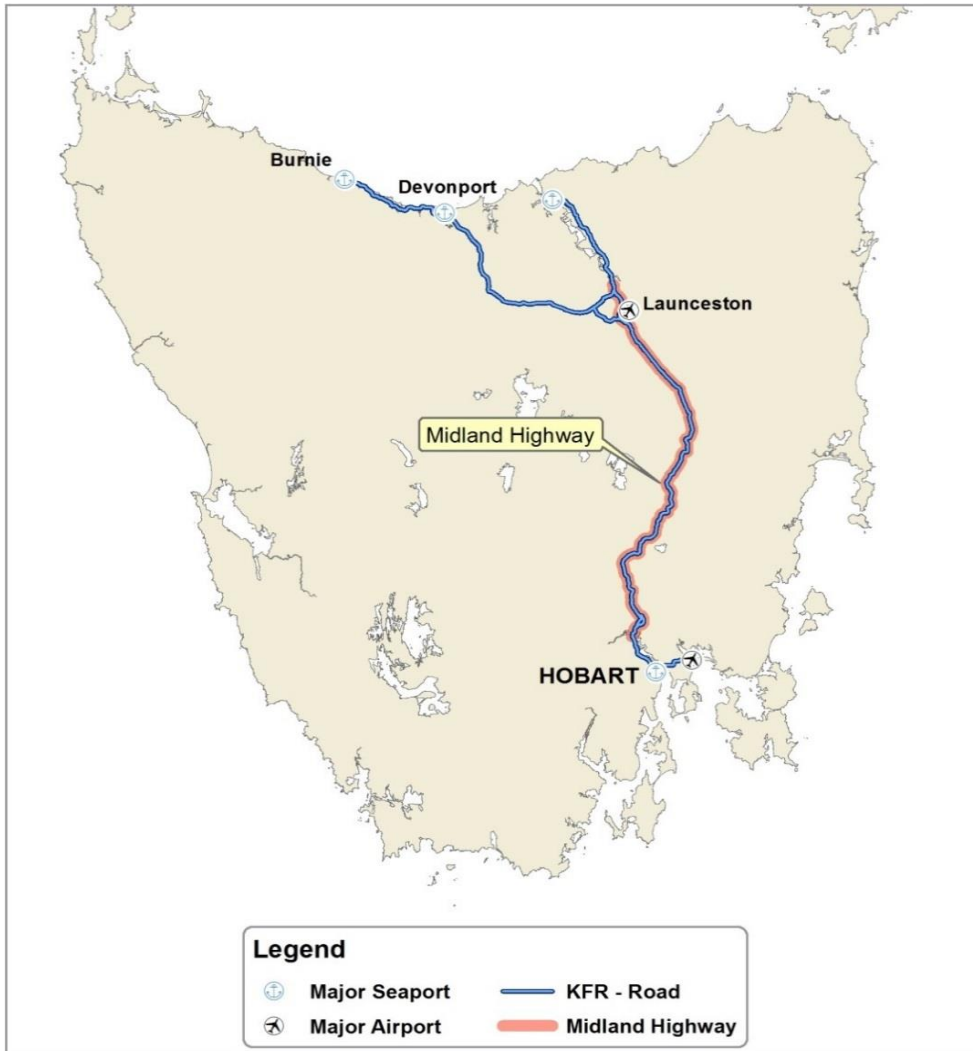 Burnie
Devonport
Launceston
Midland Highway
HOBART
Legend
Major Seaport
KFR - Road
Major Airport
Midland Highway